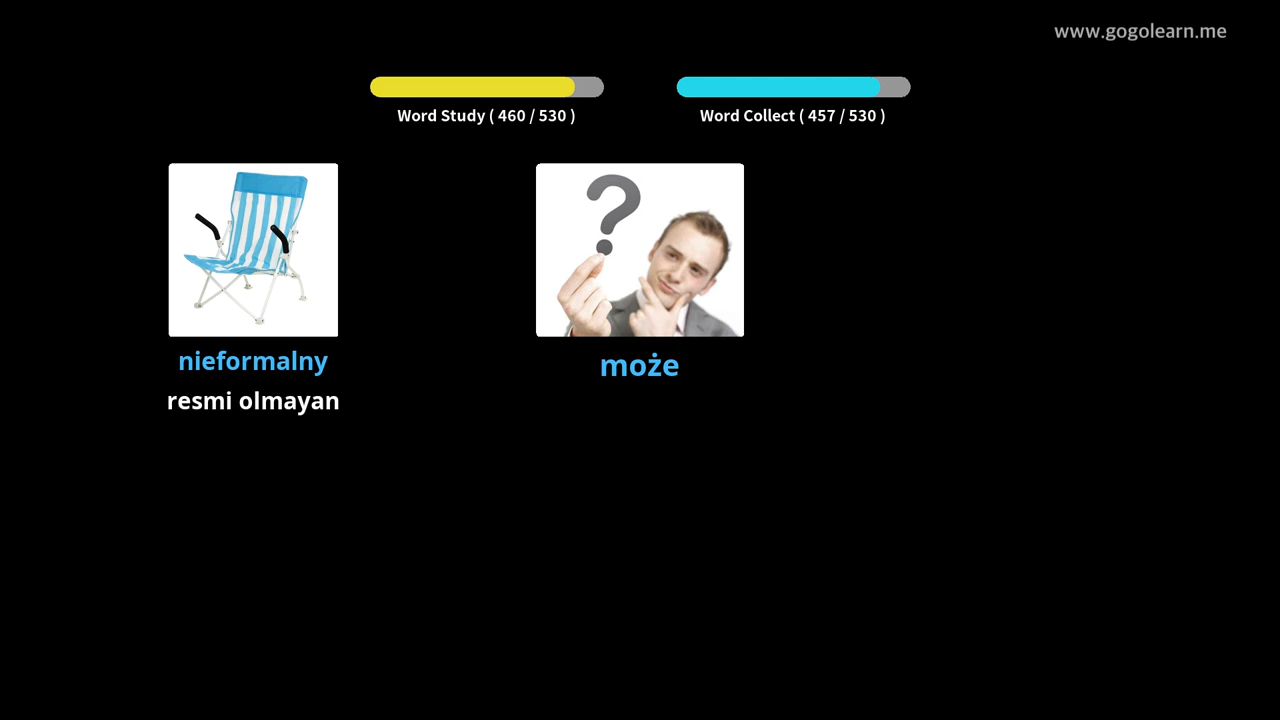 www.gogolearn.me
Word Study ( 460 / 530 )
Word Collect ( 457 / 530 )
nieformalny
resmi olmayan
może